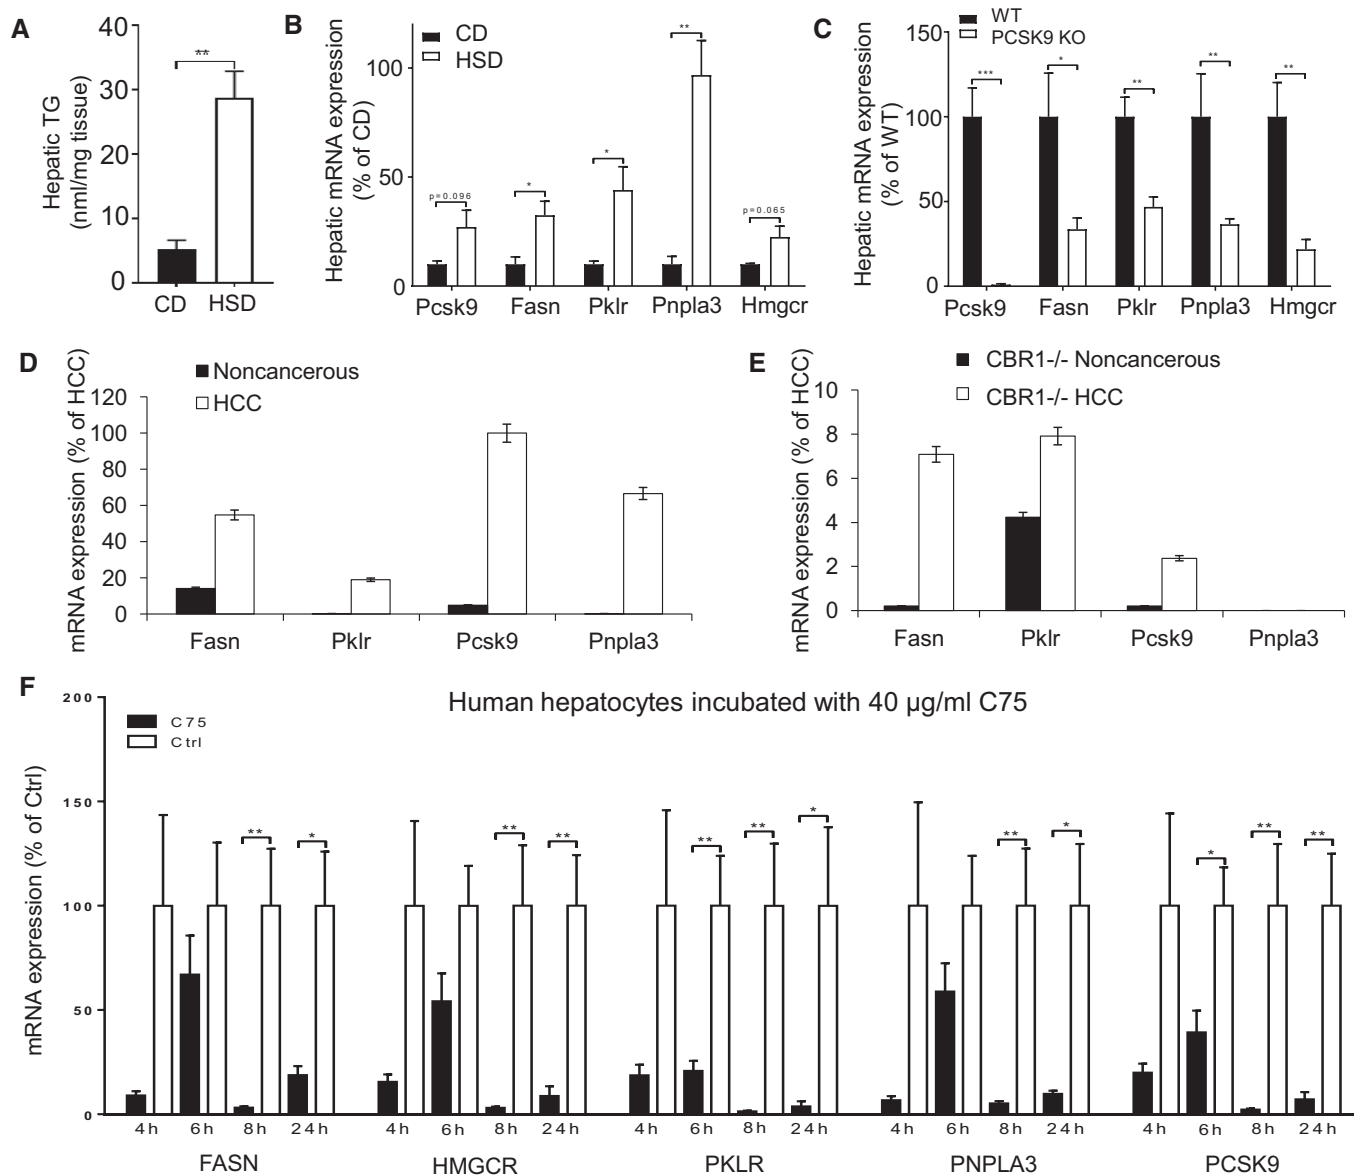 A
Hepatic TG
(nml/mg tissue)
40
30
20
10
0
**
CD HSD
B
Hepatic mRNA expression
(% of CD)
CD
HSD
100
50
0
p=0.096
*
*
**
p=0.065
Pcsk9 Fasn Pklr Pnpla3 Hmgcr
C
Hepatic mRNA expression
(% of WT)
WT
PCSK9 KO
150
100
50
0
***
*
**
**
**
Pcsk9 Fasn Pklr Pnpla3 Hmgcr
D
mRNA expression (% of HCC)
Noncancerous
HCC
120
100
80
60
40
20
0
Fasn Pklr Pcsk9 Pnpla3
E
mRNA expression (% of HCC)
CBR1-/- Noncancerous
CBR1-/- HCC
10
8
6
4
2
0
Fasn Pklr Pcsk9 Pnpla3
F
Human hepatocytes incubated with 40 µg/ml C75
mRNA expression (% of Ctrl)
C75
Ctrl
200
150
100
50
0
** *
** **
** ** *
** *
* ** **
4h 6h 8h 24h 4h 6h 8h 24h 4h 6h 8h 24h 4h 6h 8h 24h 4h 6h 8h 24h
FASN HMGCR PKLR PNPLA3 PCSK9